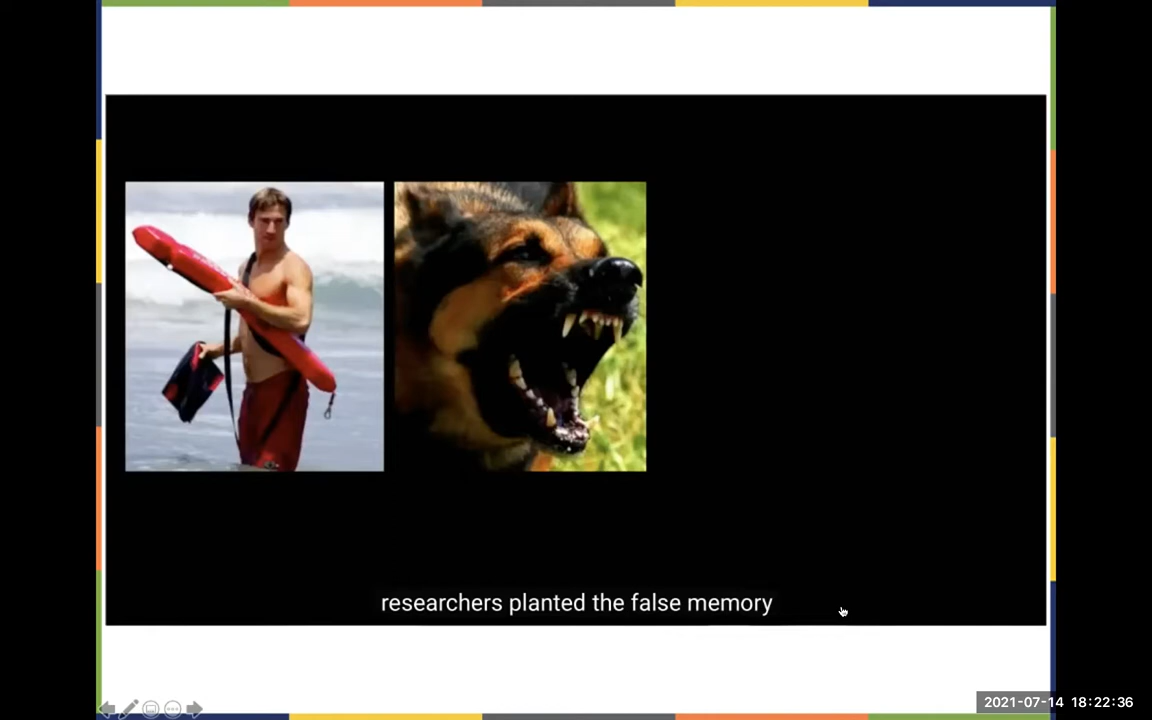 researchers planted the false memory
2021-07-14 18:22:36